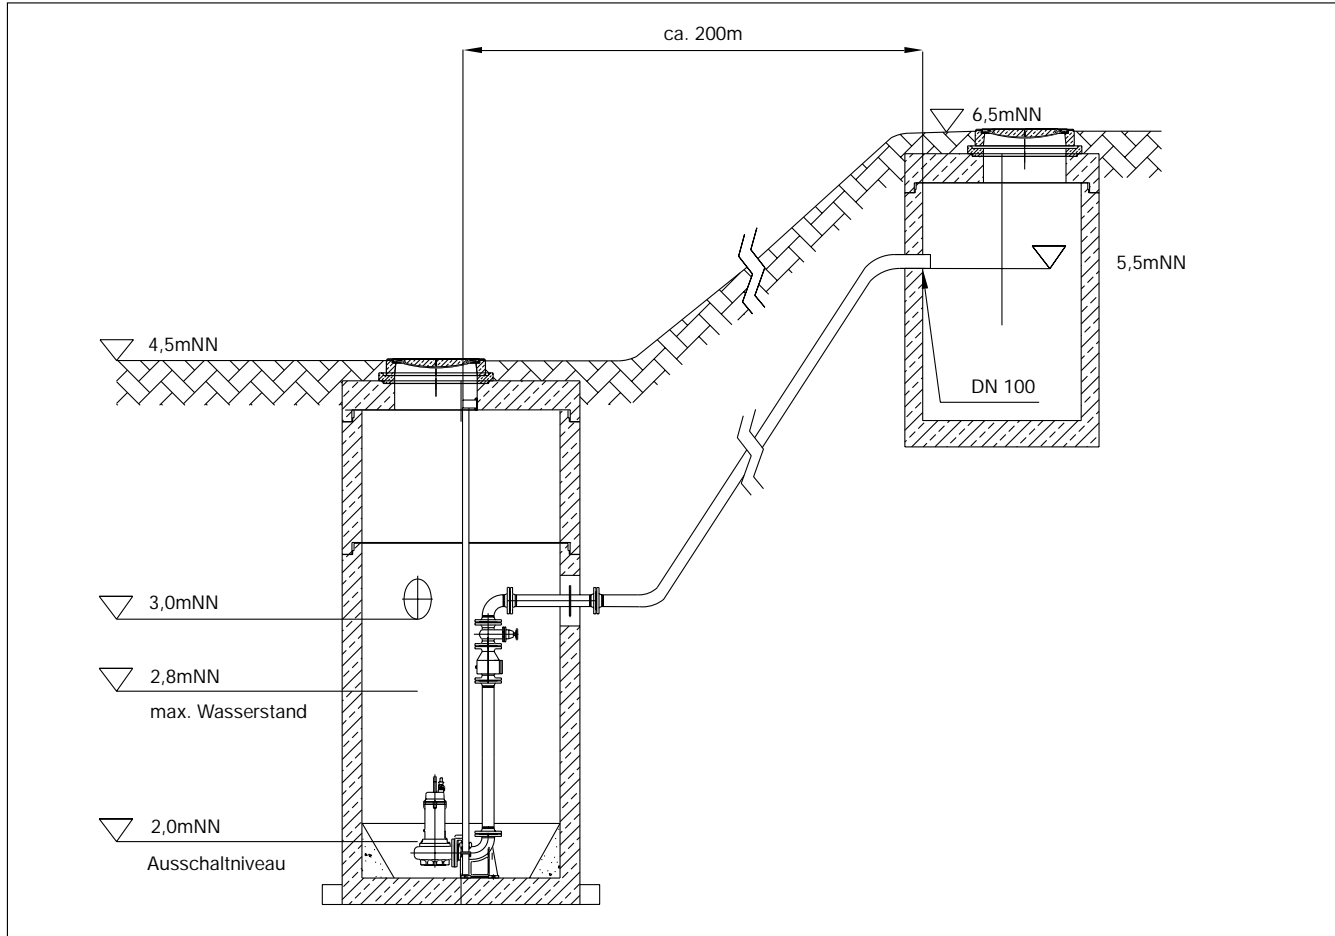 ca. 200m
6,5mNN
5,5mNN
4,5mNN
DN 100
3,0mNN
2,8mNN
max. Wasserstand
2,0mNN
Ausschaltniveau